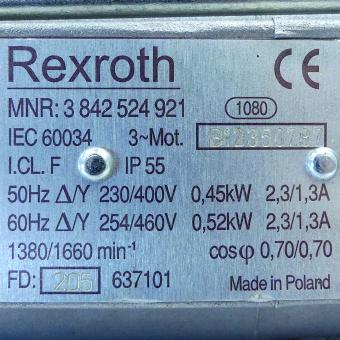 Rexroth CE
MNR: 3 842 524 921 1080
IEC 60034 3~Mot.
I.CL. F IP 55
50Hz Δ/Y 230/400V 0,45kW 2,3/1,3A
60Hz Δ/Y 254/460V 0,52kW 2,3/1,3A
1380/1660 min⁻¹ cosφ 0,70/0,70
FD: 205 637101 Made in Poland